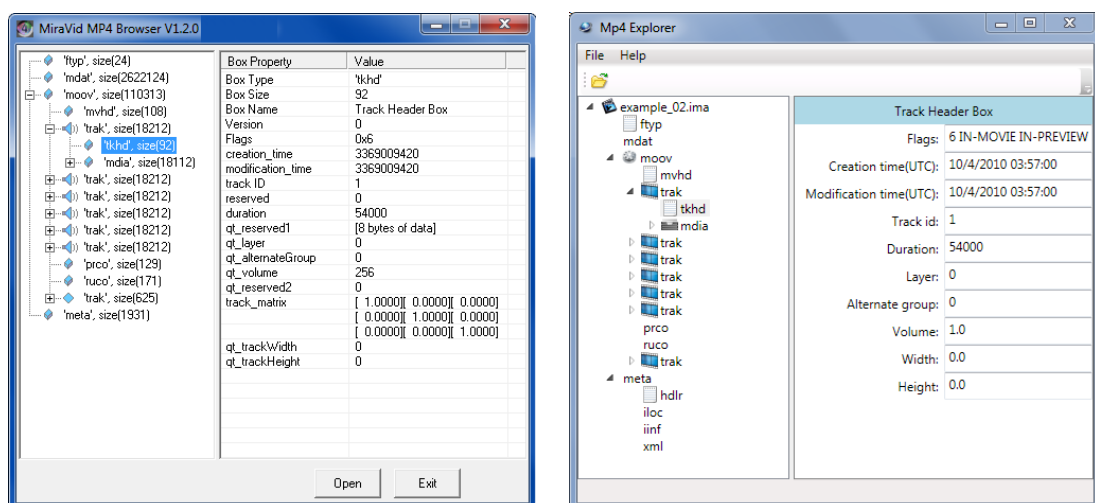 MiraVid MP4 Browser V1.2.0
'ftyp', size(24)
'mdat', size(2622124)
'moov', size(110313)
'mvhd', size(108)
'trak', size(18212)
'tkhd', size(92)
'mdia', size(18112)
'trak', size(18212)
'trak', size(18212)
'trak', size(18212)
'trak', size(18212)
'trak', size(18212)
'prco', size(129)
'ruco', size(171)
'trak', size(625)
'meta', size(1931)
Box Property Value
Box Type 'tkhd'
Box Size 92
Box Name Track Header Box
Version 0
Flags 0x6
creation_time 3369009420
modification_time 3369009420
track ID 1
reserved 0
duration 54000
qt_reserved1 [8 bytes of data]
qt_layer 0
qt_alternateGroup 0
qt_volume 256
qt_reserved2 0
track_matrix [ 1.0000][ 0.0000][ 0.0000]
[ 0.0000][ 1.0000][ 0.0000]
[ 0.0000][ 0.0000][ 1.0000]
qt_trackWidth 0
qt_trackHeight 0
Open Exit
Mp4 Explorer
File Help
example_02.ima
ftyp
mdat
moov
mvhd
trak
tkhd
mdia
trak
trak
trak
trak
trak
prco
ruco
trak
meta
hdlr
iloc
iinf
xml
Track Header Box
Flags: 6 IN-MOVIE IN-PREVIEW
Creation time(UTC): 10/4/2010 03:57:00
Modification time(UTC): 10/4/2010 03:57:00
Track id: 1
Duration: 54000
Layer: 0
Alternate group: 0
Volume: 1.0
Width: 0.0
Height: 0.0